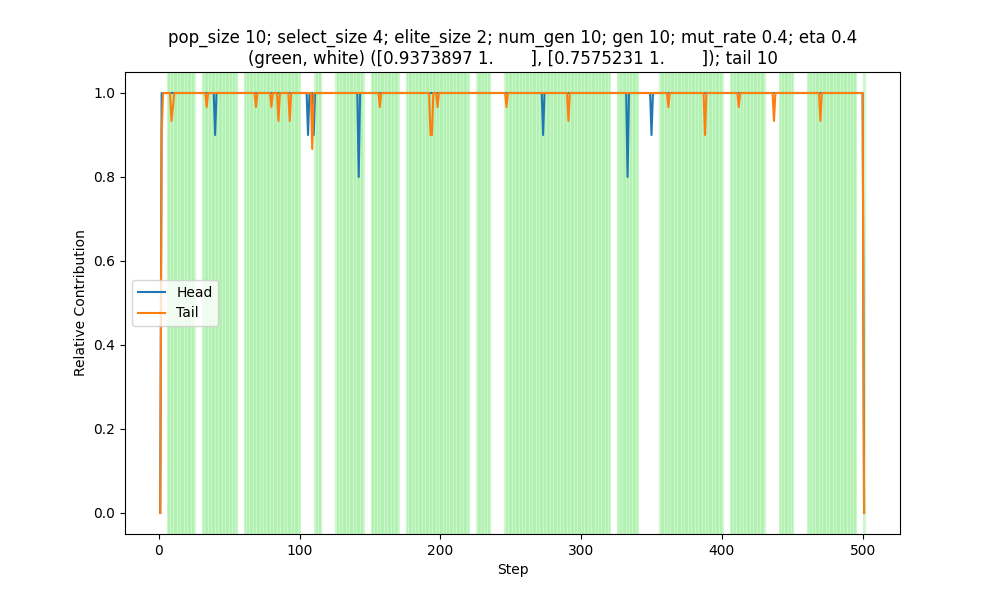 pop_size 10; select_size 4; elite_size 2; num_gen 10; gen 10; mut_rate 0.4; eta 0.4
(green, white) ([0.9373897 1.        ], [0.7575231 1.        ]); tail 10
1.0
0.8
0.6
0.4
0.2
0.0
Relative Contribution
Head
Tail
0
100
200
300
400
500
Step